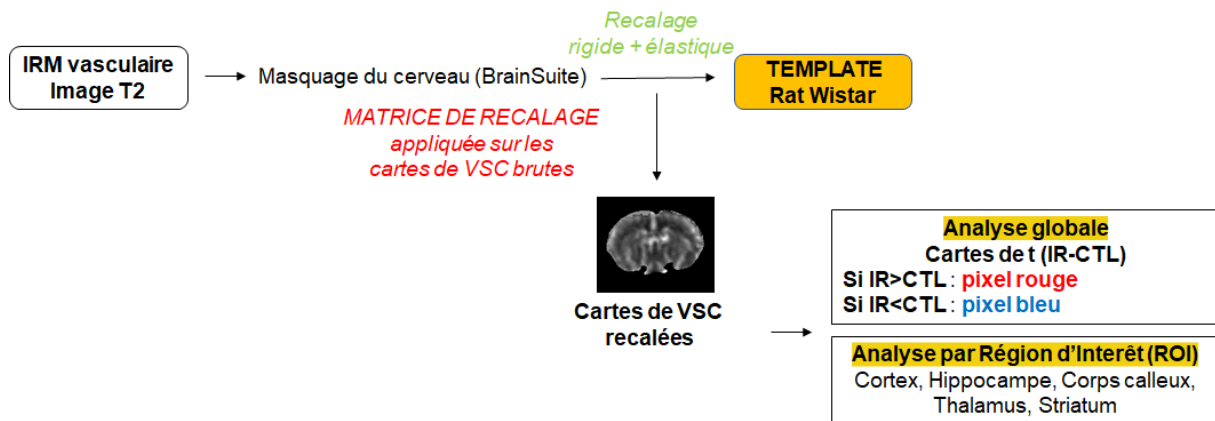 Recalage
rigide + élastique
IRM vasculaire
Image T2
Masquage du cerveau (BrainSuite)
TEMPLATE
Rat Wistar
MATRICE DE RECALAGE
appliquée sur les
cartes de VSC brutes
Cartes de VSC
recalées
Analyse globale
Cartes de t (IR-CTL)
Si IR>CTL : pixel rouge
Si IR<CTL : pixel bleu
Analyse par Région d'Interêt (ROI)
Cortex, Hippocampe, Corps calleux,
Thalamus, Striatum